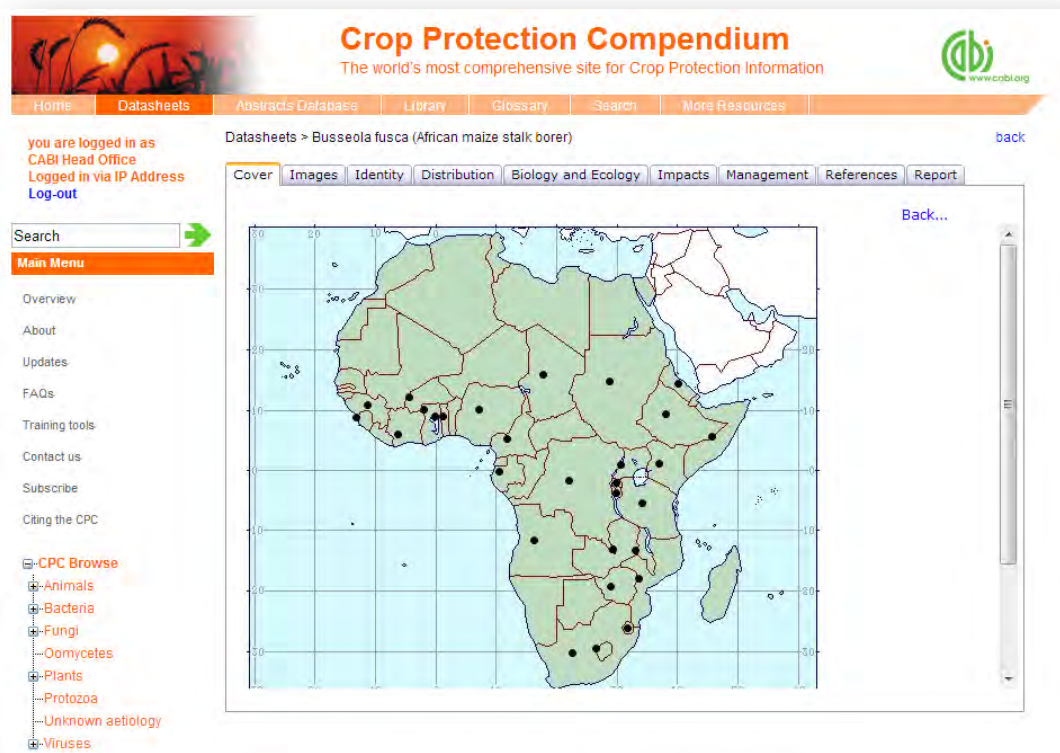 Crop Protection Compendium
The world's most comprehensive site for Crop Protection Information
cabi
www.cabi.org
Home Datasheets Abstracts Database Library Glossary Search More Resources
you are logged in as
CABI Head Office
Logged in via IP Address
Log-out
Search
Main Menu
Overview
About
Updates
FAQs
Training tools
Contact us
Subscribe
Citing the CPC
CPC Browse
Animals
Bacteria
Fungi
Oomycetes
Plants
Protozoa
Unknown aetiology
Viruses
Datasheets > Busseola fusca (African maize stalk borer)
back
Cover Images Identity Distribution Biology and Ecology Impacts Management References Report
Back...